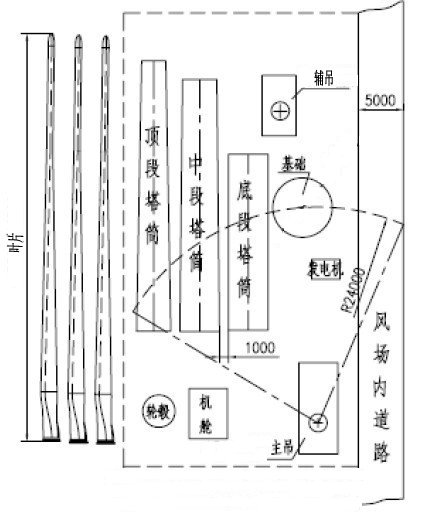 辅吊
5000
顶段塔筒
中段塔筒
底段塔筒
基础
叶片
发电机
R24000
风场内道路
1000
轮毂
机舱
主吊